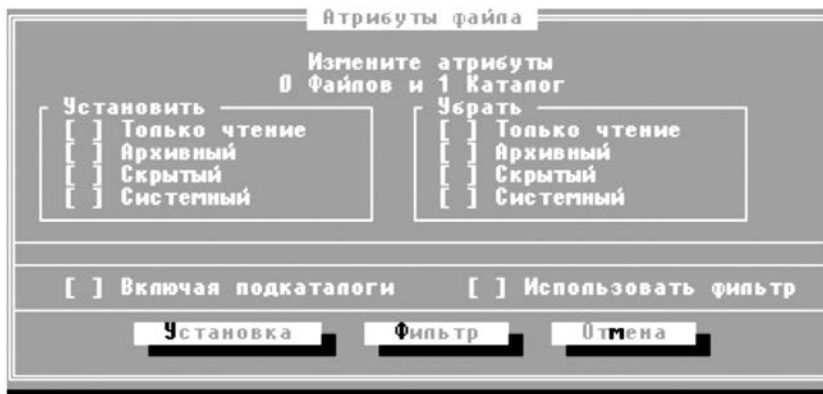 Атрибуты файла
Измените атрибуты
0 Файлов и 1 Каталог
Установить Убрать
[ ] Только чтение [ ] Только чтение
[ ] Архивный [ ] Архивный
[ ] Скрытый [ ] Скрытый
[ ] Системный [ ] Системный
[ ] Включая подкаталоги [ ] Использовать фильтр
Установка Фильтр Отмена